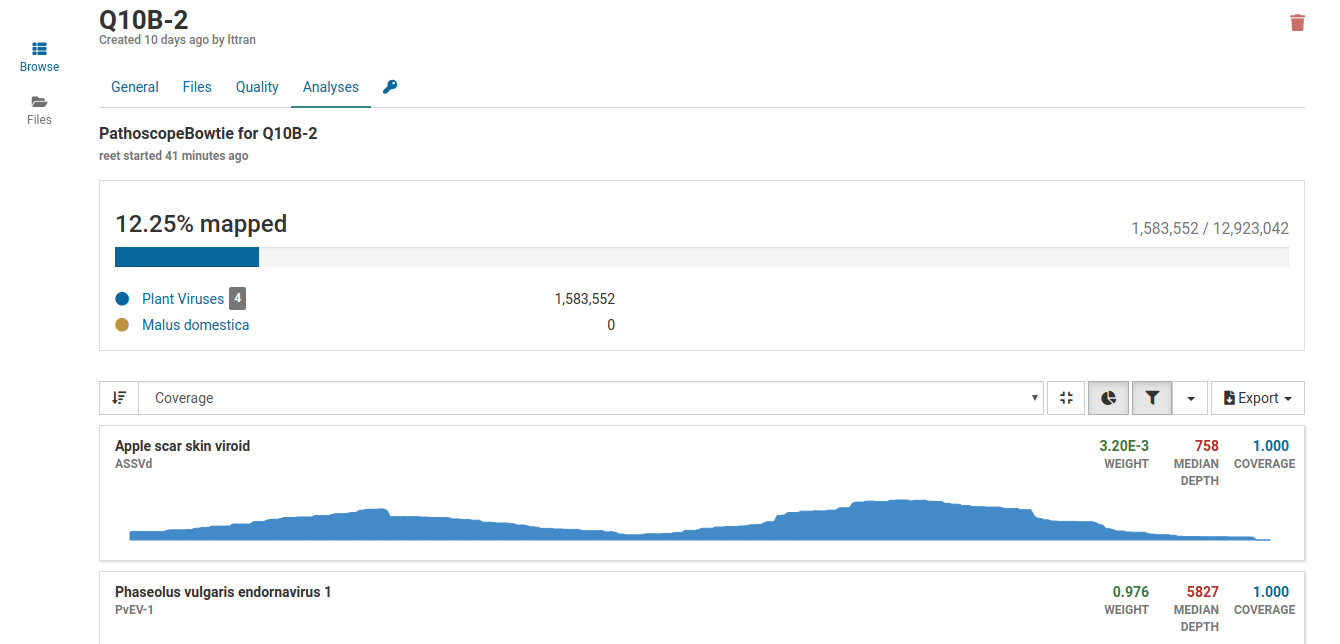 Q10B-2
Created 10 days ago by lttran
Browse
Files
General Files Quality Analyses
PathoscopeBowtie for Q10B-2
reet started 41 minutes ago
12.25% mapped
1,583,552 / 12,923,042
Plant Viruses 4 1,583,552
Malus domestica 0
Coverage
Export
Apple scar skin viroid
ASSVd
3.20E-3 758 1.000
WEIGHT MEDIAN COVERAGE
DEPTH
Phaseolus vulgaris endornavirus 1
PvEV-1
0.976 5827 1.000
WEIGHT MEDIAN COVERAGE
DEPTH